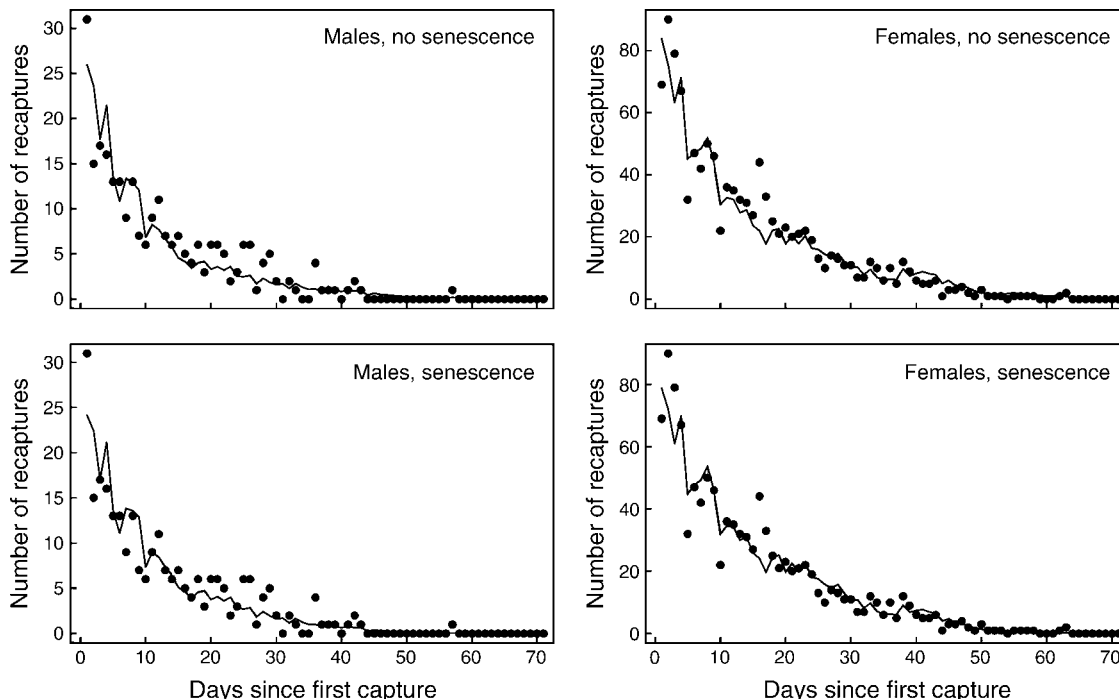 Males, no senescence
Number of recaptures
30
25
20
15
10
5
0
Females, no senescence
Number of recaptures
80
60
40
20
0
Males, senescence
Number of recaptures
30
25
20
15
10
5
0
0 10 20 30 40 50 60 70
Days since first capture
Females, senescence
Number of recaptures
80
60
40
20
0
0 10 20 30 40 50 60 70
Days since first capture